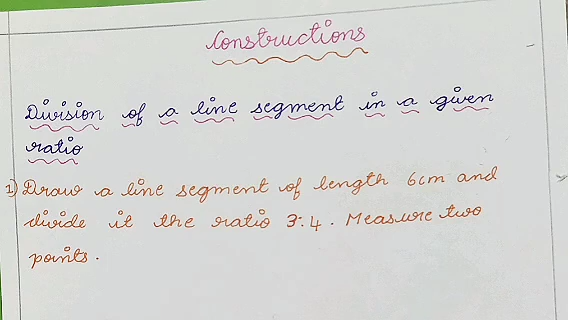 Constructions
Division of a line segment in a given
ratio
1) Draw a line segment of length 6cm and
divide it the ratio 3:4. Measure two
points.